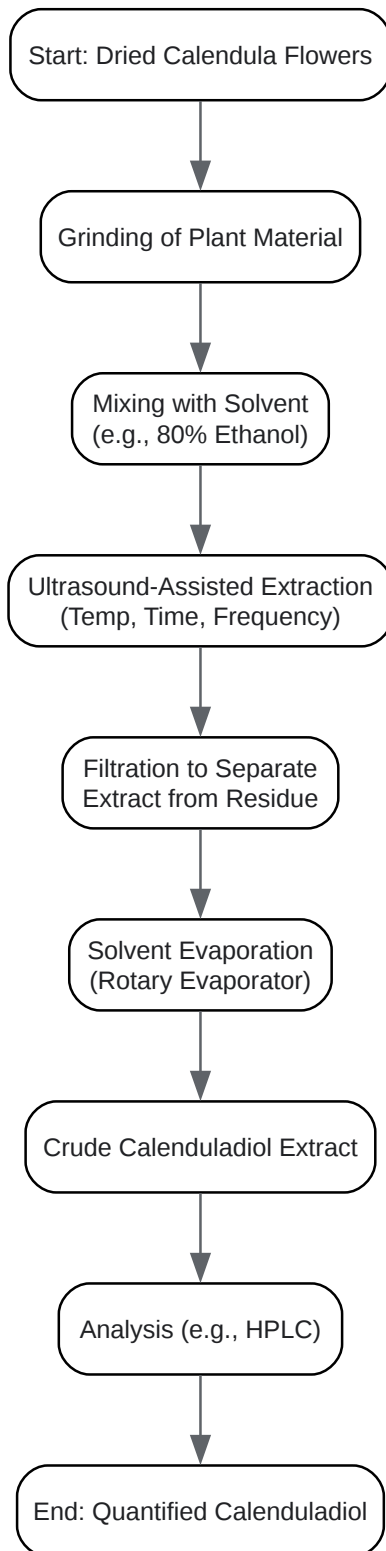 Start: Dried Calendula Flowers
Grinding of Plant Material
Mixing with Solvent
(e.g., 80% Ethanol)
Ultrasound-Assisted Extraction
(Temp, Time, Frequency)
Filtration to Separate
Extract from Residue
Solvent Evaporation
(Rotary Evaporator)
Crude Calenduladiol Extract
Analysis (e.g., HPLC)
End: Quantified Calenduladiol